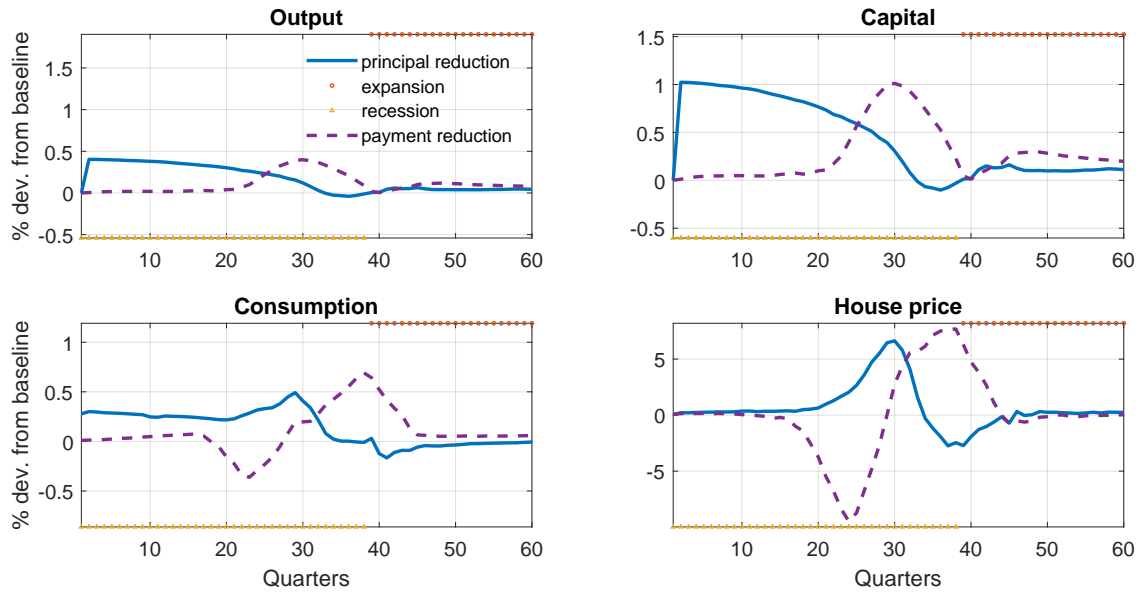 Output
% dev. from baseline
1.5
1
0.5
0
-0.5
principal reduction
expansion
recession
payment reduction
10 20 30 40 50 60
Capital
1.5
1
0.5
0
-0.5
10 20 30 40 50 60
Consumption
% dev. from baseline
1
0.5
0
-0.5
10 20 30 40 50 60
Quarters
House price
5
0
-5
10 20 30 40 50 60
Quarters